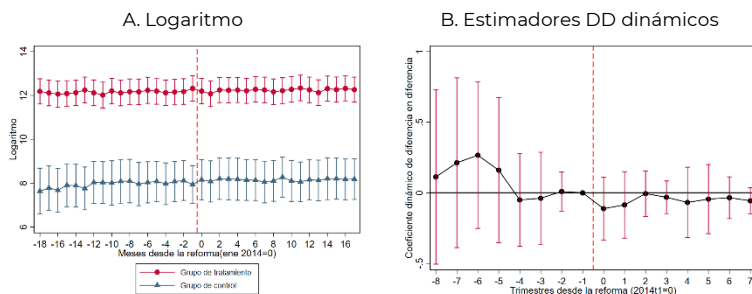 A. Logaritmo
14
12
10
8
6
Logaritmo
-18 -16 -14 -12 -10 -8 -6 -4 -2 0 2 4 6 8 10 12 14 16
Meses desde la reforma(ene 2014=0)
Grupo de tratamiento
Grupo de control
B. Estimadores DD dinámicos
1
.5
0
-.5
Coeficiente dinámico de diferencia en diferencia
-8 -7 -6 -5 -4 -3 -2 -1 0 1 2 3 4 5 6 7
Trimestres desde la reforma (2014t1=0)